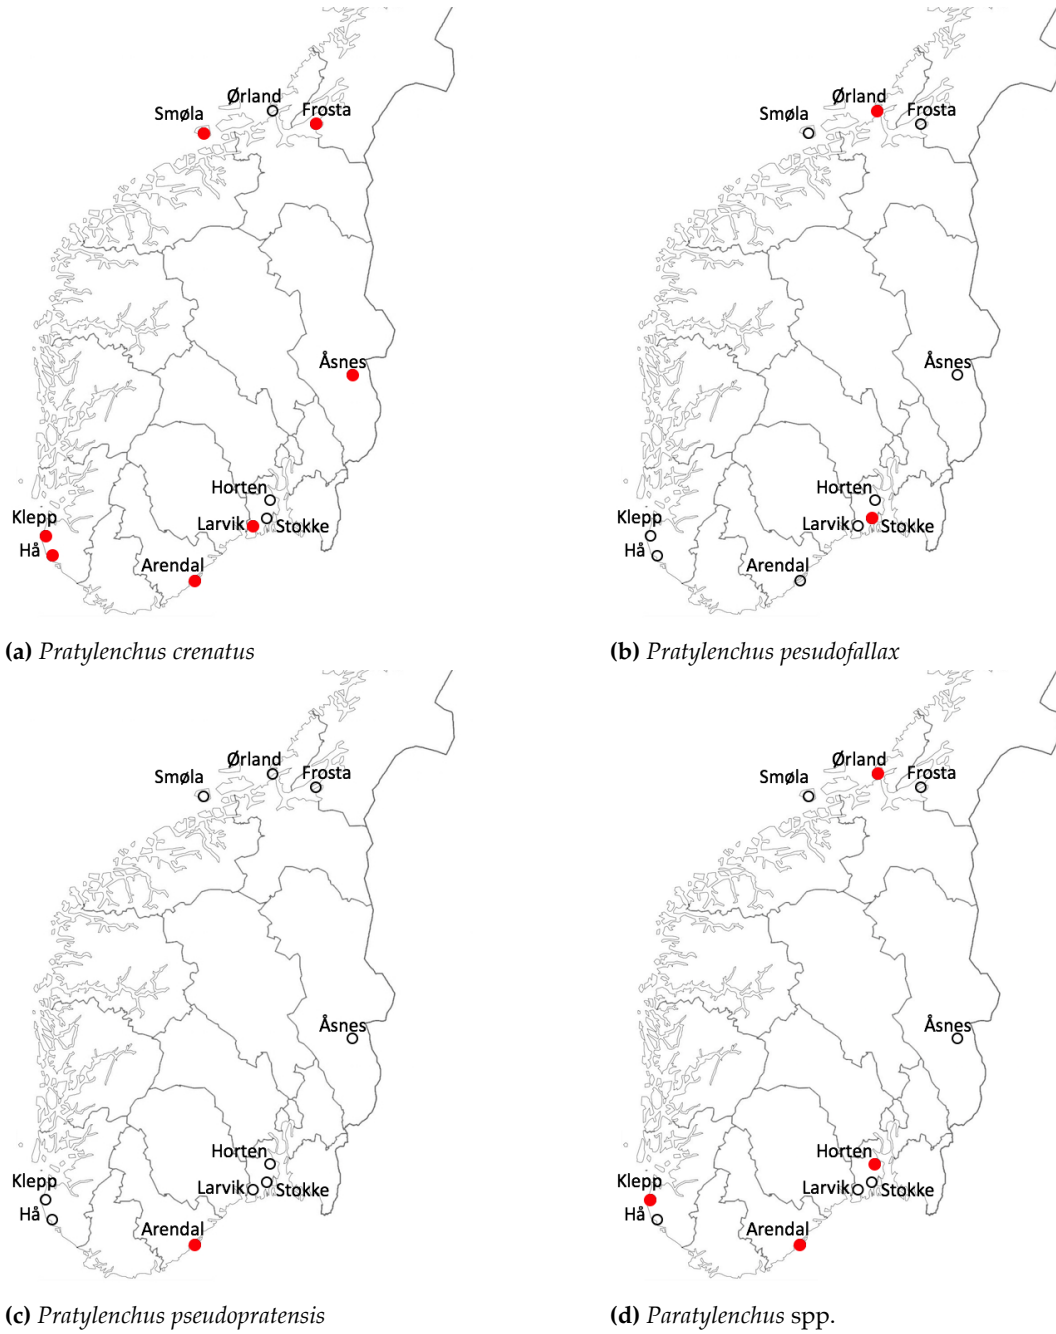 Ørland
Smøla
Frosta
Åsnes
Horten
Klepp
Larvik
Stokke
Hå
Arendal
(a) Pratylenchus crenatus
Ørland
Smøla
Frosta
Åsnes
Horten
Klepp
Larvik
Stokke
Hå
Arendal
(b) Pratylenchus pesudofallax
Ørland
Smøla
Frosta
Åsnes
Horten
Klepp
Larvik
Stokke
Hå
Arendal
(c) Pratylenchus pseudopratensis
Ørland
Smøla
Frosta
Åsnes
Horten
Klepp
Larvik
Stokke
Hå
Arendal
(d) Paratylenchus spp.